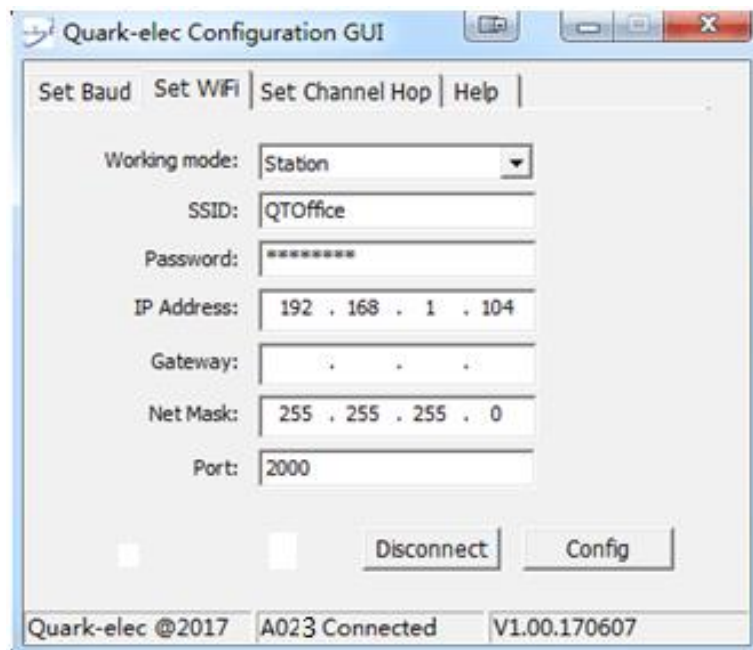 Quark-elec Configuration GUI
Set Baud Set WiFi Set Channel Hop Help
Working mode: Station
SSID: QTOffice
Password: ********
IP Address: 192 . 168 . 1 . 104
Gateway: . . .
Net Mask: 255 . 255 . 255 . 0
Port: 2000
Disconnect Config
Quark-elec @2017 A023 Connected V1.00.170607